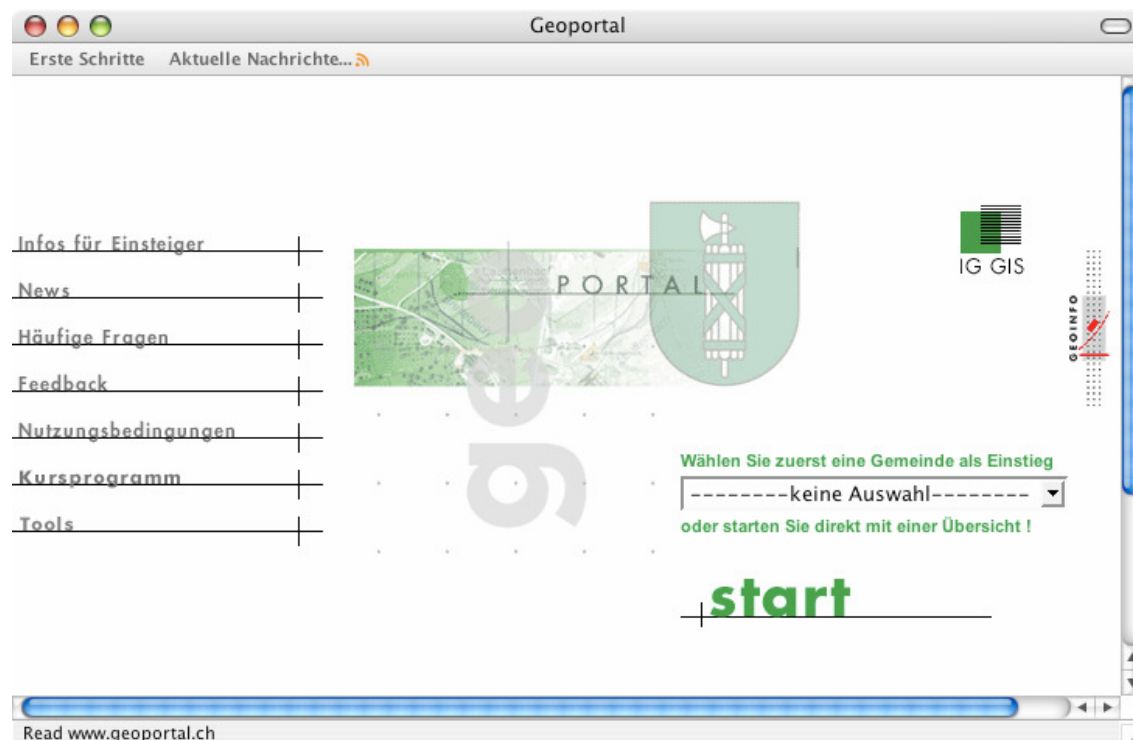 Geoportal
Erste Schritte Aktuelle Nachrichte...
Infos für Einsteiger
News
Häufige Fragen
Feedback
Nutzungsbedingungen
Kursprogramm
Tools
geo
PORTAL
IG GIS
GEOINFO
Wählen Sie zuerst eine Gemeinde als Einstieg
--------keine Auswahl--------
oder starten Sie direkt mit einer Übersicht !
start
Read www.geoportal.ch